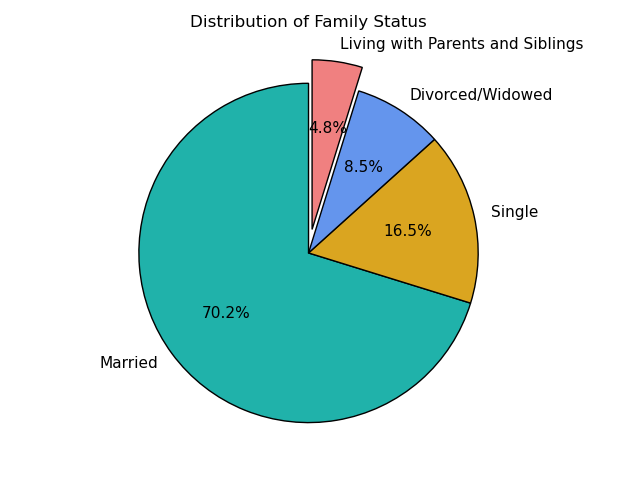 Distribution of Family Status
Living with Parents and Siblings
Divorced/Widowed
4.8%
8.5%
Single
16.5%
70.2%
Married